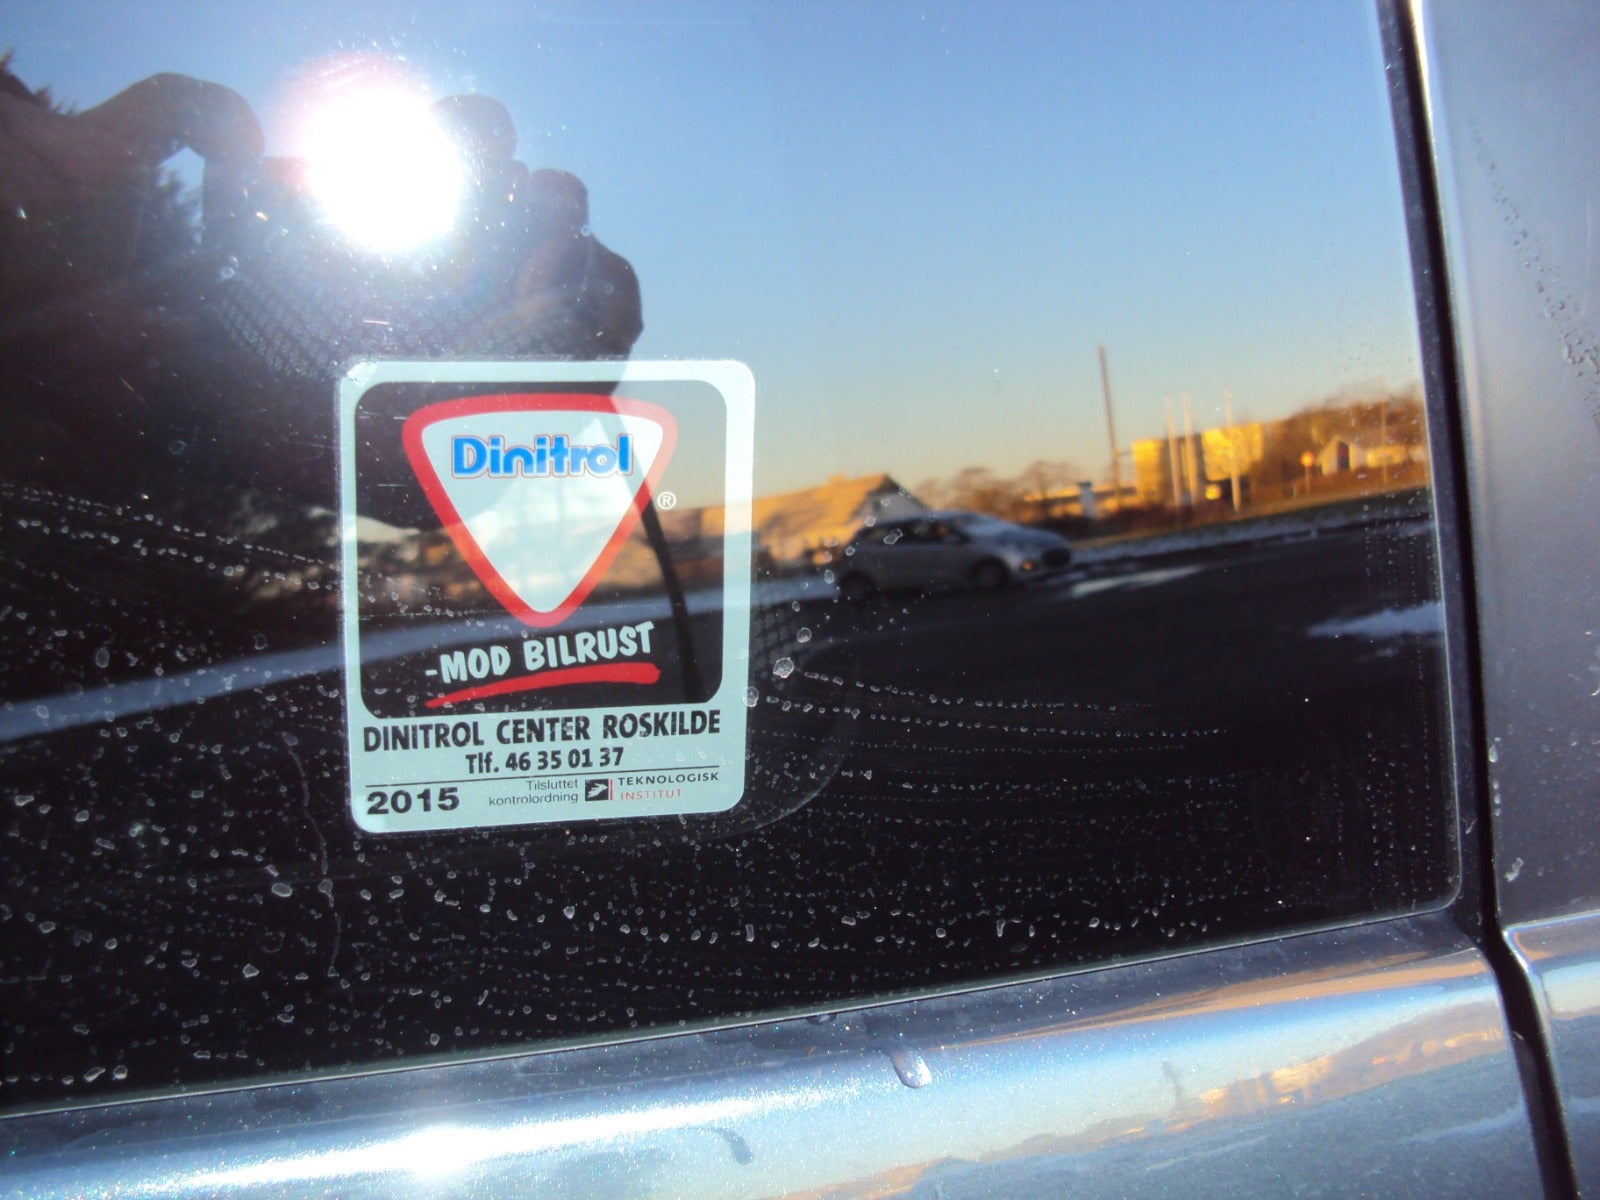 Dinitrol
®
-MOD BILRUST
DINITROL CENTER ROSKILDE
Tlf. 46 35 01 37
2015
Tilsluttet
kontrolordning
TEKNOLOGISK
INSTITUT